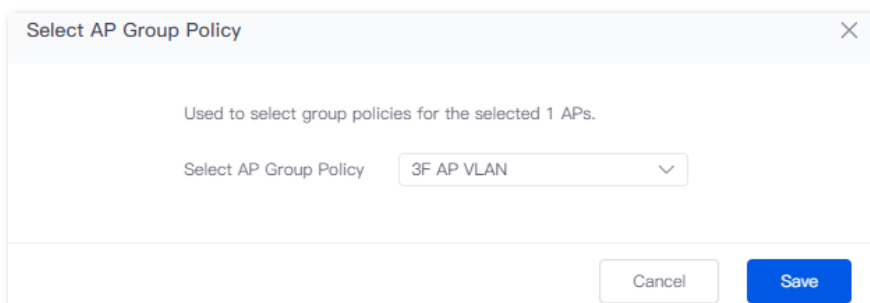 Select AP Group Policy
Used to select group policies for the selected 1 APs.
Select AP Group Policy 3F AP VLAN
Cancel Save